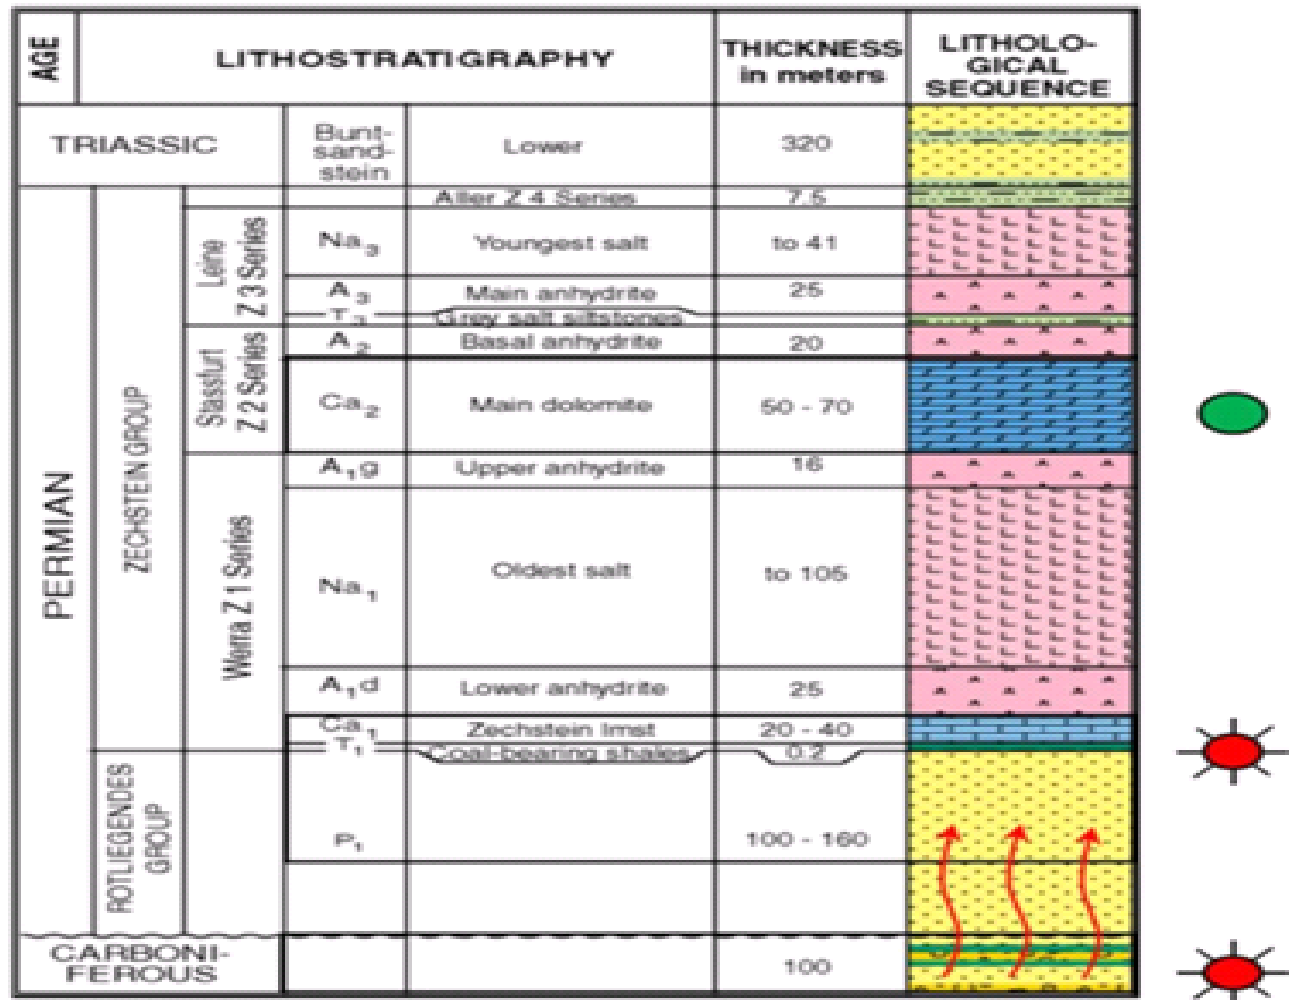 AGE
LITHOSTRATIGRAPHY
THICKNESS
in meters
LITHOLO-
GICAL
SEQUENCE
TRIASSIC
Bunt-
sand-
stein
Lower
320
PERMIAN
ZECHSTEIN GROUP
Aller Z 4 Series
7.5
Leine
Z 3 Series
Na3
Youngest salt
to 41
A3
Main anhydrite
25
T3
Grey salt siltstones
Stassfurt
Z 2 Series
A2
Basal anhydrite
20
Ca2
Main dolomite
50 - 70
Werra Z 1 Series
A1g
Upper anhydrite
16
Na1
Oldest salt
to 105
A1d
Lower anhydrite
25
Ca1
Zechstein lmst
20 - 40
T1
Coal-bearing shales
0.2
ROTLIEGENDES
GROUP
P1
100 - 160
CARBONI-
FEROUS
100